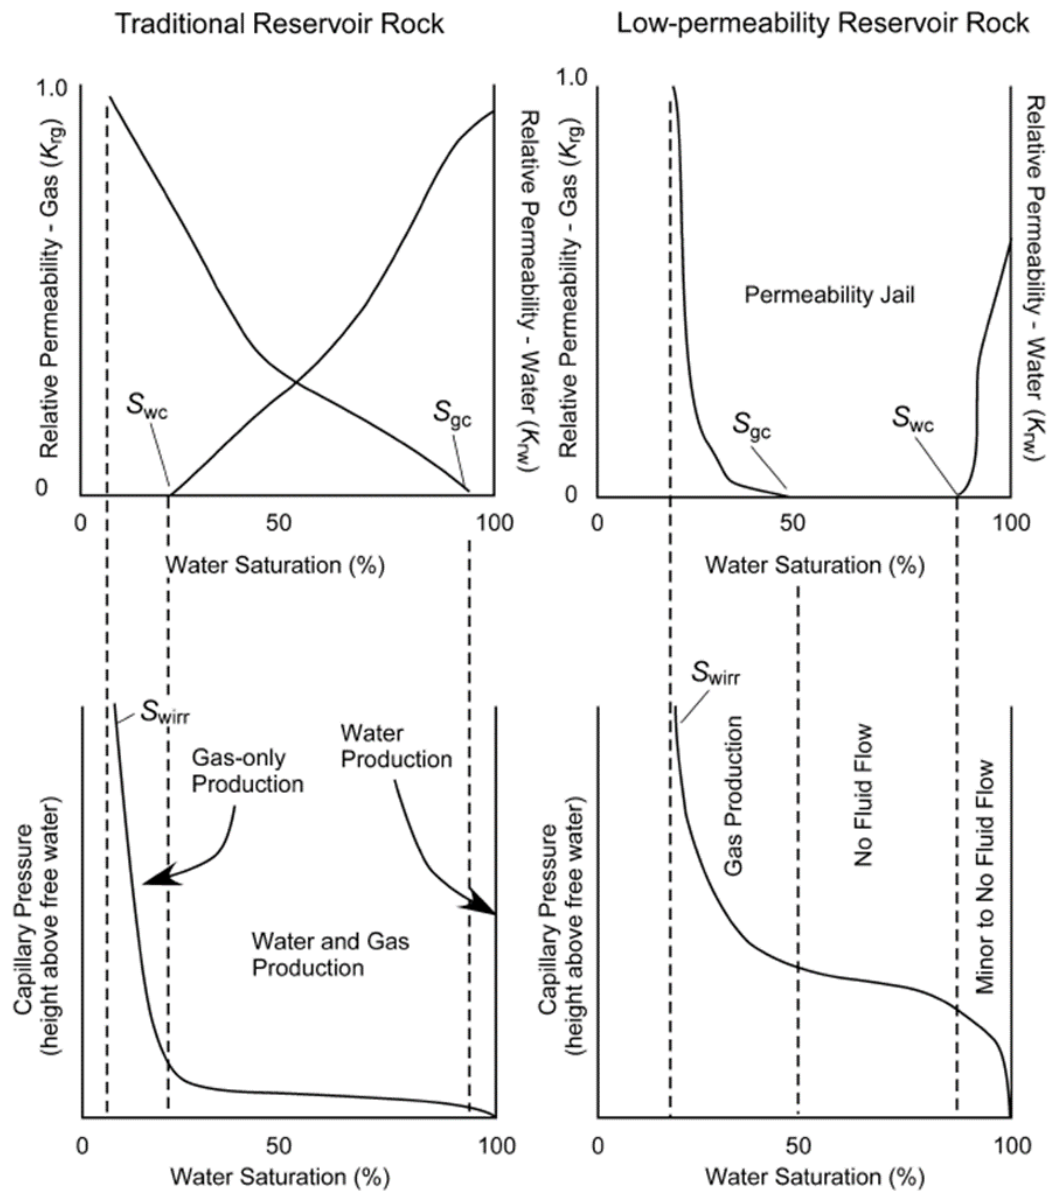 Traditional Reservoir Rock
Low-permeability Reservoir Rock
1.0
Relative Permeability - Gas (Krg)
0
Swc
Sgc
Relative Permeability - Water (Krw)
0
50
100
Water Saturation (%)
1.0
Relative Permeability - Gas (Krg)
0
Permeability Jail
Sgc
Swc
Relative Permeability - Water (Krw)
0
50
100
Water Saturation (%)
Capillary Pressure
(height above free water)
Swirr
Gas-only
Production
Water
Production
Water and Gas
Production
0
50
100
Water Saturation (%)
Capillary Pressure
(height above free water)
Swirr
Gas Production
No Fluid Flow
Minor to No Fluid Flow
0
50
100
Water Saturation (%)